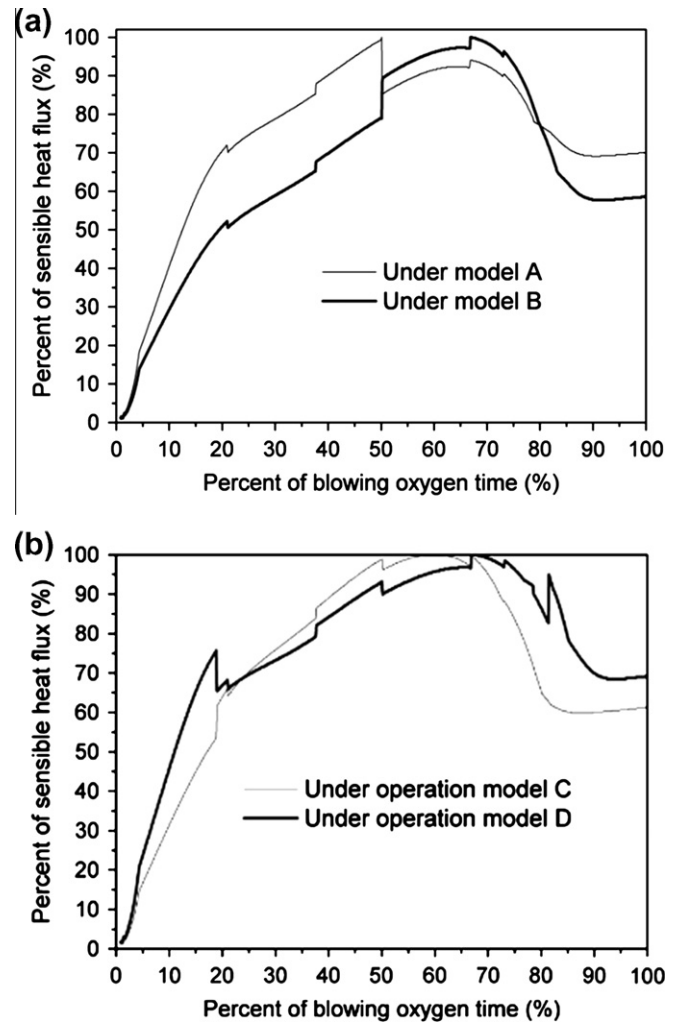 (a)
100
90
80
70
60
50
40
30
20
10
0
Percent of sensible heat flux (%)
Under model A
Under model B
0 10 20 30 40 50 60 70 80 90 100
Percent of blowing oxygen time (%)
(b)
100
90
80
70
60
50
40
30
20
10
0
Percent of sensible heat flux (%)
Under operation model C
Under operation model D
0 10 20 30 40 50 60 70 80 90 100
Percent of blowing oxygen time (%)